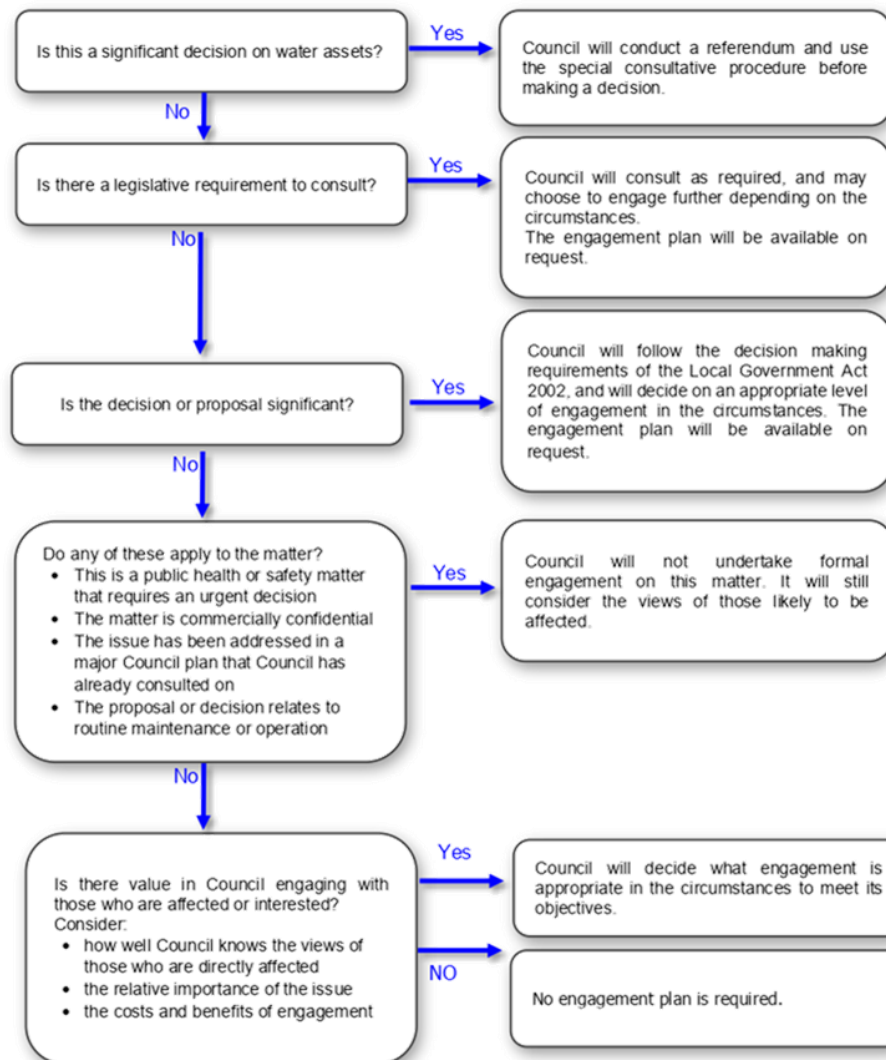 Is this a significant decision on water assets?
Yes
Council will conduct a referendum and use
the special consultative procedure before
making a decision.
No
Is there a legislative requirement to consult?
Yes
Council will consult as required, and may
choose to engage further depending on the
circumstances.
The engagement plan will be available on
request.
No
Is the decision or proposal significant?
Yes
Council will follow the decision making
requirements of the Local Government Act
2002, and will decide on an appropriate level
of engagement in the circumstances. The
engagement plan will be available on
request.
No
Do any of these apply to the matter?
• This is a public health or safety matter
that requires an urgent decision
• The matter is commercially confidential
• The issue has been addressed in a
major Council plan that Council has
already consulted on
• The proposal or decision relates to
routine maintenance or operation
Yes
Council will not undertake formal
engagement on this matter. It will still
consider the views of those likely to be
affected.
No
Is there value in Council engaging with
those who are affected or interested?
Consider:
• how well Council knows the views of
those who are directly affected
• the relative importance of the issue
• the costs and benefits of engagement
Yes
Council will decide what engagement is
appropriate in the circumstances to meet its
objectives.
NO
No engagement plan is required.